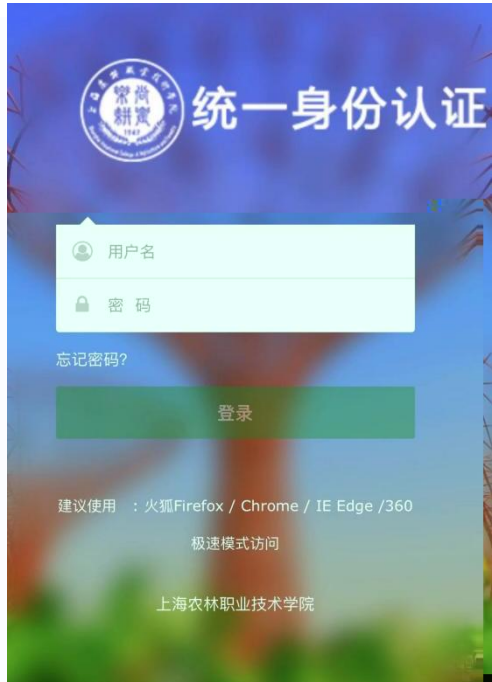 统一身份认证
用户名
密 码
忘记密码?
登录
建议使用 : 火狐Firefox / Chrome / IE Edge /360
极速模式访问
上海农林职业技术学院